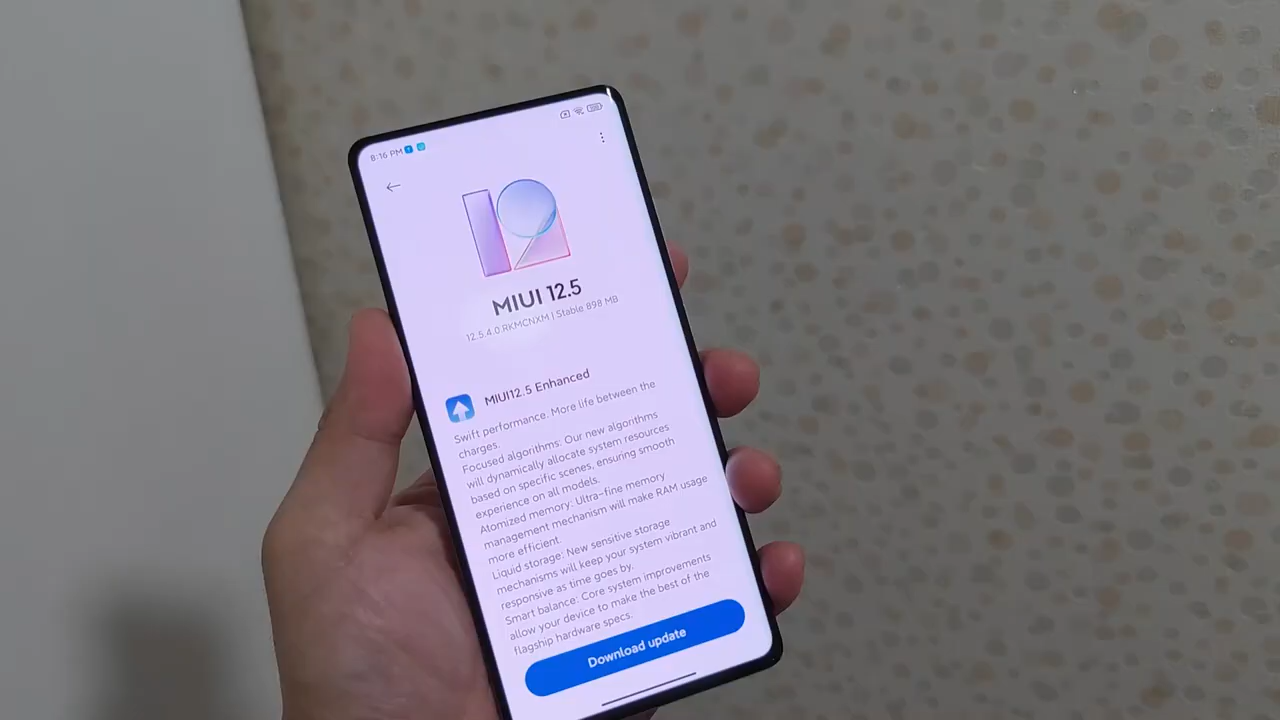 8:16 PM
MIUI 12.5
12.5.4.0.RKMCNXM | Stable 898 MB
MIUI12.5 Enhanced
Swift performance. More life between the
charges.
Focused algorithms: Our new algorithms
will dynamically allocate system resources
based on specific scenes, ensuring smooth
experience on all models.
Atomized memory: Ultra-fine memory
management mechanism will make RAM usage
more efficient.
Liquid storage: New sensitive storage
mechanisms will keep your system vibrant and
responsive as time goes by.
Smart balance: Core system improvements
allow your device to make the best of the
flagship hardware specs.
Download update